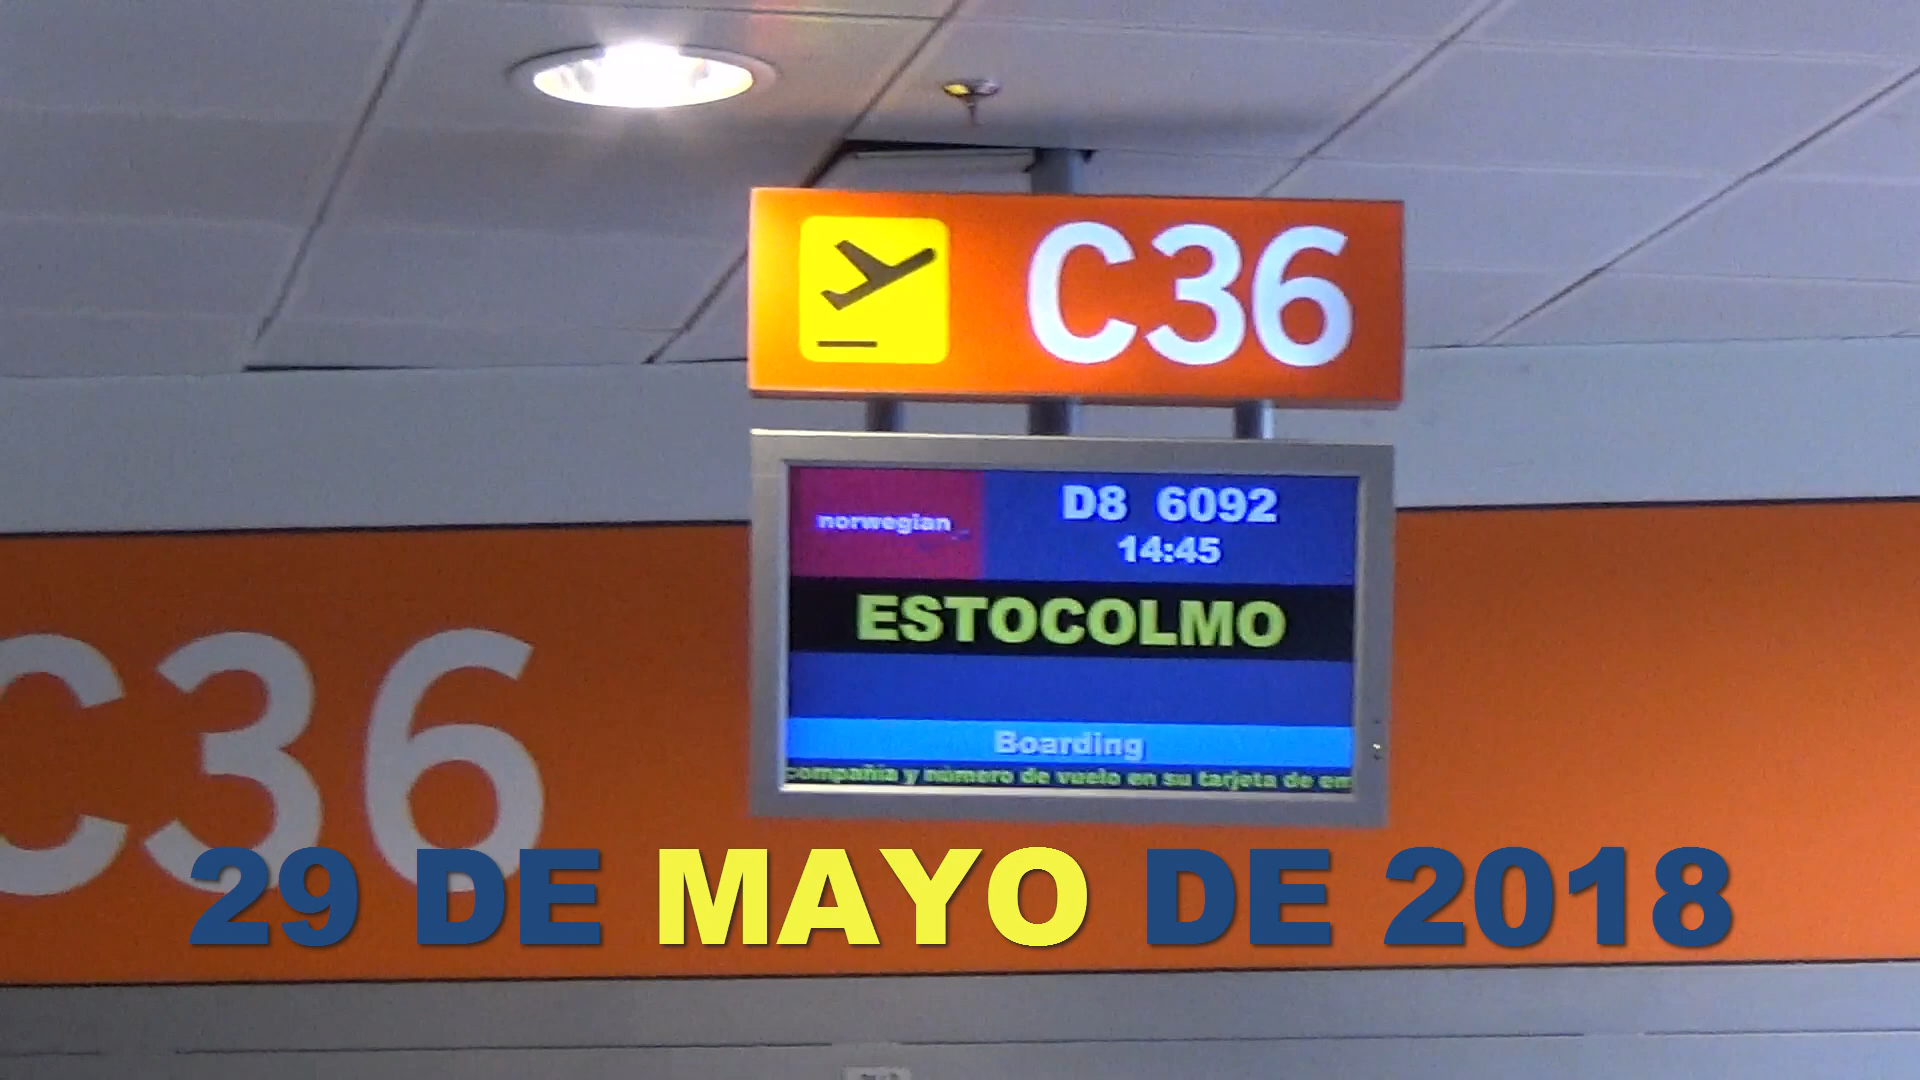 C36
norwegian
D8 6092
14:45
ESTOCOLMO
Boarding
compañia y número de vuelo en su tarjeta de em
C36
29 DE MAYO DE 2018